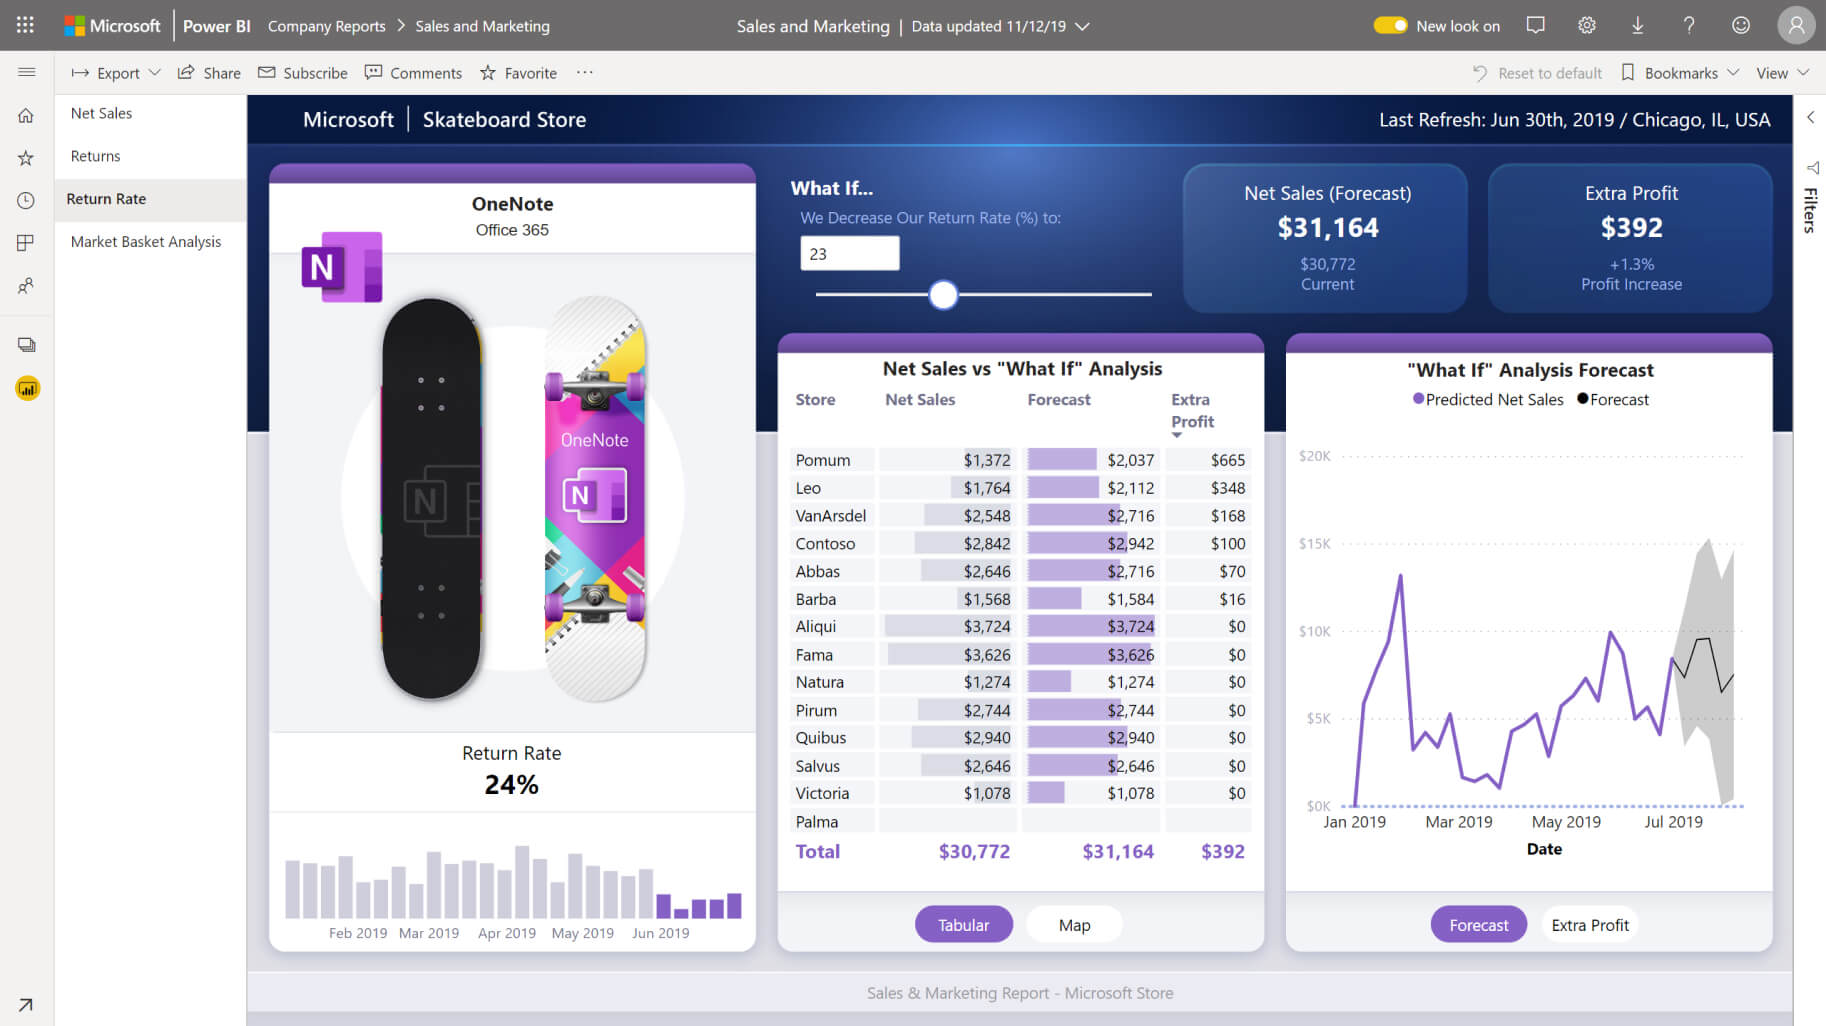 Microsoft Power BI Company Reports > Sales and Marketing
Sales and Marketing | Data updated 11/12/19
New look on
Export Share Subscribe Comments Favorite ...
Reset to default Bookmarks View
Net Sales
Returns
Return Rate
Market Basket Analysis
Microsoft | Skateboard Store
Last Refresh: Jun 30th, 2019 / Chicago, IL, USA
OneNote
Office 365
N
N
OneNote
N
Return Rate
24%
Feb 2019 Mar 2019 Apr 2019 May 2019 Jun 2019
What If...
We Decrease Our Return Rate (%) to:
23
Net Sales (Forecast)
$31,164
$30,772
Current
Extra Profit
$392
+1.3%
Profit Increase
Net Sales vs "What If" Analysis
Store Net Sales Forecast Extra Profit
Pomum $1,372 $2,037 $665
Leo $1,764 $2,112 $348
VanArsdel $2,548 $2,716 $168
Contoso $2,842 $2,942 $100
Abbas $2,646 $2,716 $70
Barba $1,568 $1,584 $16
Aliqui $3,724 $3,724 $0
Fama $3,626 $3,626 $0
Natura $1,274 $1,274 $0
Pirum $2,744 $2,744 $0
Quibus $2,940 $2,940 $0
Salvus $2,646 $2,646 $0
Victoria $1,078 $1,078 $0
Palma
Total $30,772 $31,164 $392
Tabular Map
"What If" Analysis Forecast
Predicted Net Sales Forecast
$20K
$15K
$10K
$5K
$0K
Jan 2019 Mar 2019 May 2019 Jul 2019
Date
Forecast Extra Profit
Filters
Sales & Marketing Report - Microsoft Store